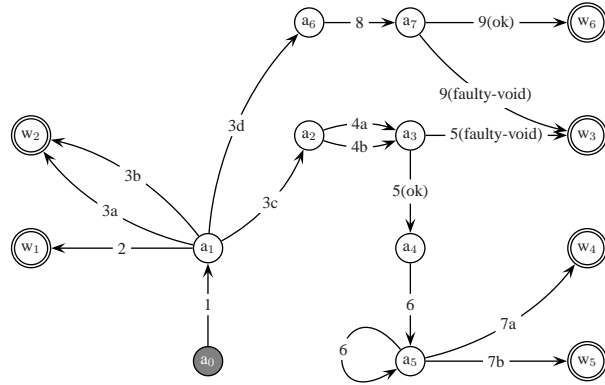 a6 8 a7 9(ok) w6
9(faulty-void)
3d
w2 3b a2 4a 4b a3 5(faulty-void) w3
3a 3c 5(ok)
w1 2 a1 a4 w4
1 6 7a
a0 6 a5 7b w5